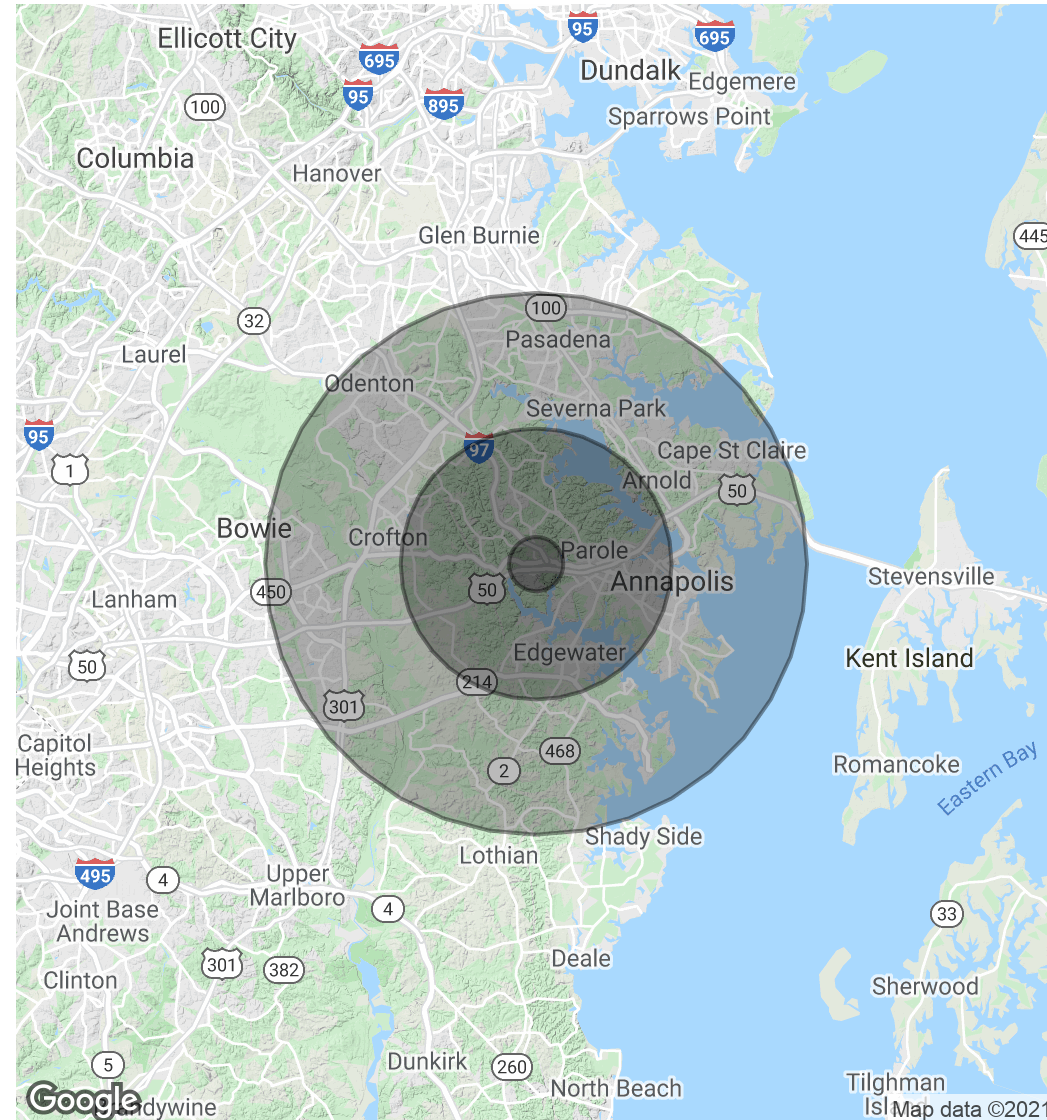 95
695
Ellicott City
695
Dundalk
Edgemere
95
895
100
Sparrows Point
Columbia
Hanover
Glen Burnie
445
100
32
Pasadena
Laurel
Odenton
Severna Park
95
97
Cape St Claire
1
Arnold
50
Bowie
Crofton
Parole
Stevensville
Annapolis
450
50
Lanham
Edgewater
Kent Island
50
214
301
Capitol
Heights
468
Romancoke
2
Eastern Bay
Shady Side
Lothian
495
4
Upper
Marlboro
4
Joint Base
Andrews
33
Deale
301
382
Clinton
Sherwood
Dunkirk
5
260
North Beach
Tilghman
Google
Map data ©2021